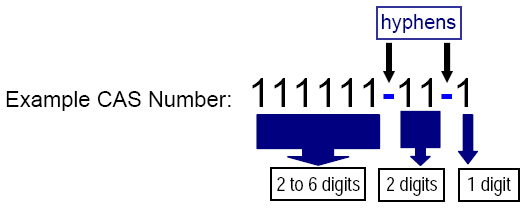 hyphens
Example CAS Number: 111111-11-1
2 to 6 digits 2 digits 1 digit